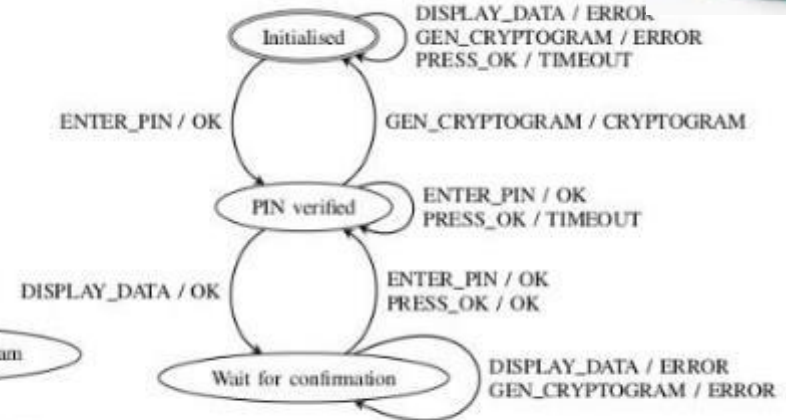 DISPLAY_DATA / ERROR
Initialised
GEN_CRYPTOGRAM / ERROR
PRESS_OK / TIMEOUT
ENTER_PIN / OK
GEN_CRYPTOGRAM / CRYPTOGRAM
PIN verified
ENTER_PIN / OK
PRESS_OK / TIMEOUT
DISPLAY_DATA / OK
ENTER_PIN / OK
PRESS_OK / OK
am
Wait for confirmation
DISPLAY_DATA / ERROR
GEN_CRYPTOGRAM / ERROR